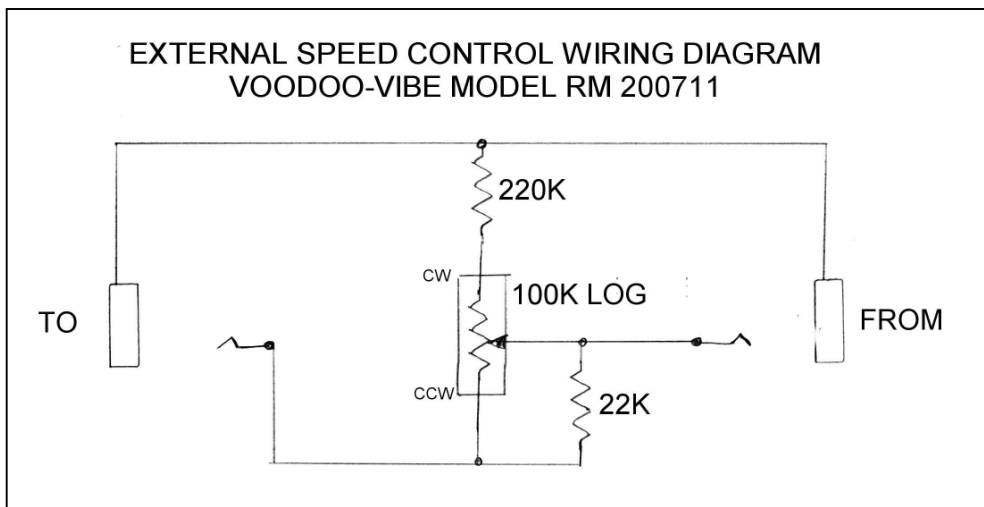 EXTERNAL SPEED CONTROL WIRING DIAGRAM
VOODOO-VIBE MODEL RM 200711
220K
CW
100K LOG
TO
FROM
CCW
22K